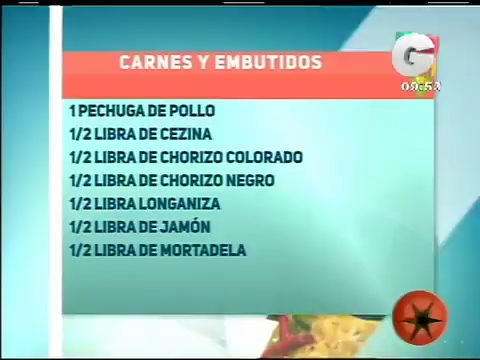 CARNES Y EMBUTIDOS
G
09:53
1 PECHUGA DE POLLO
1/2 LIBRA DE CEZINA
1/2 LIBRA DE CHORIZO COLORADO
1/2 LIBRA DE CHORIZO NEGRO
1/2 LIBRA LONGANIZA
1/2 LIBRA DE JAMÓN
1/2 LIBRA DE MORTADELA